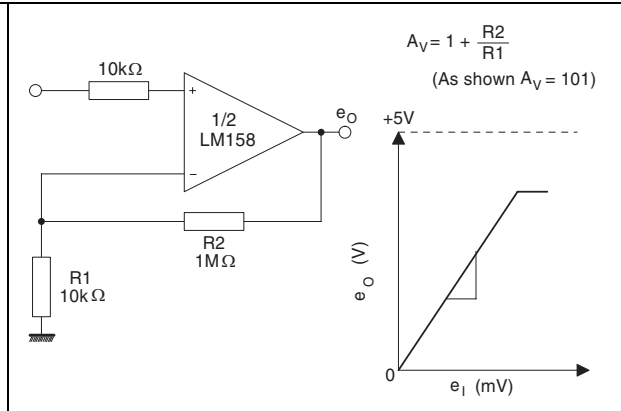 10kΩ
+
1/2
LM158
−
e_O
R2
1MΩ
R1
10kΩ
A_V = 1 + R2/R1
(As shown A_V = 101)
+5V
e_O (V)
0
e_I (mV)